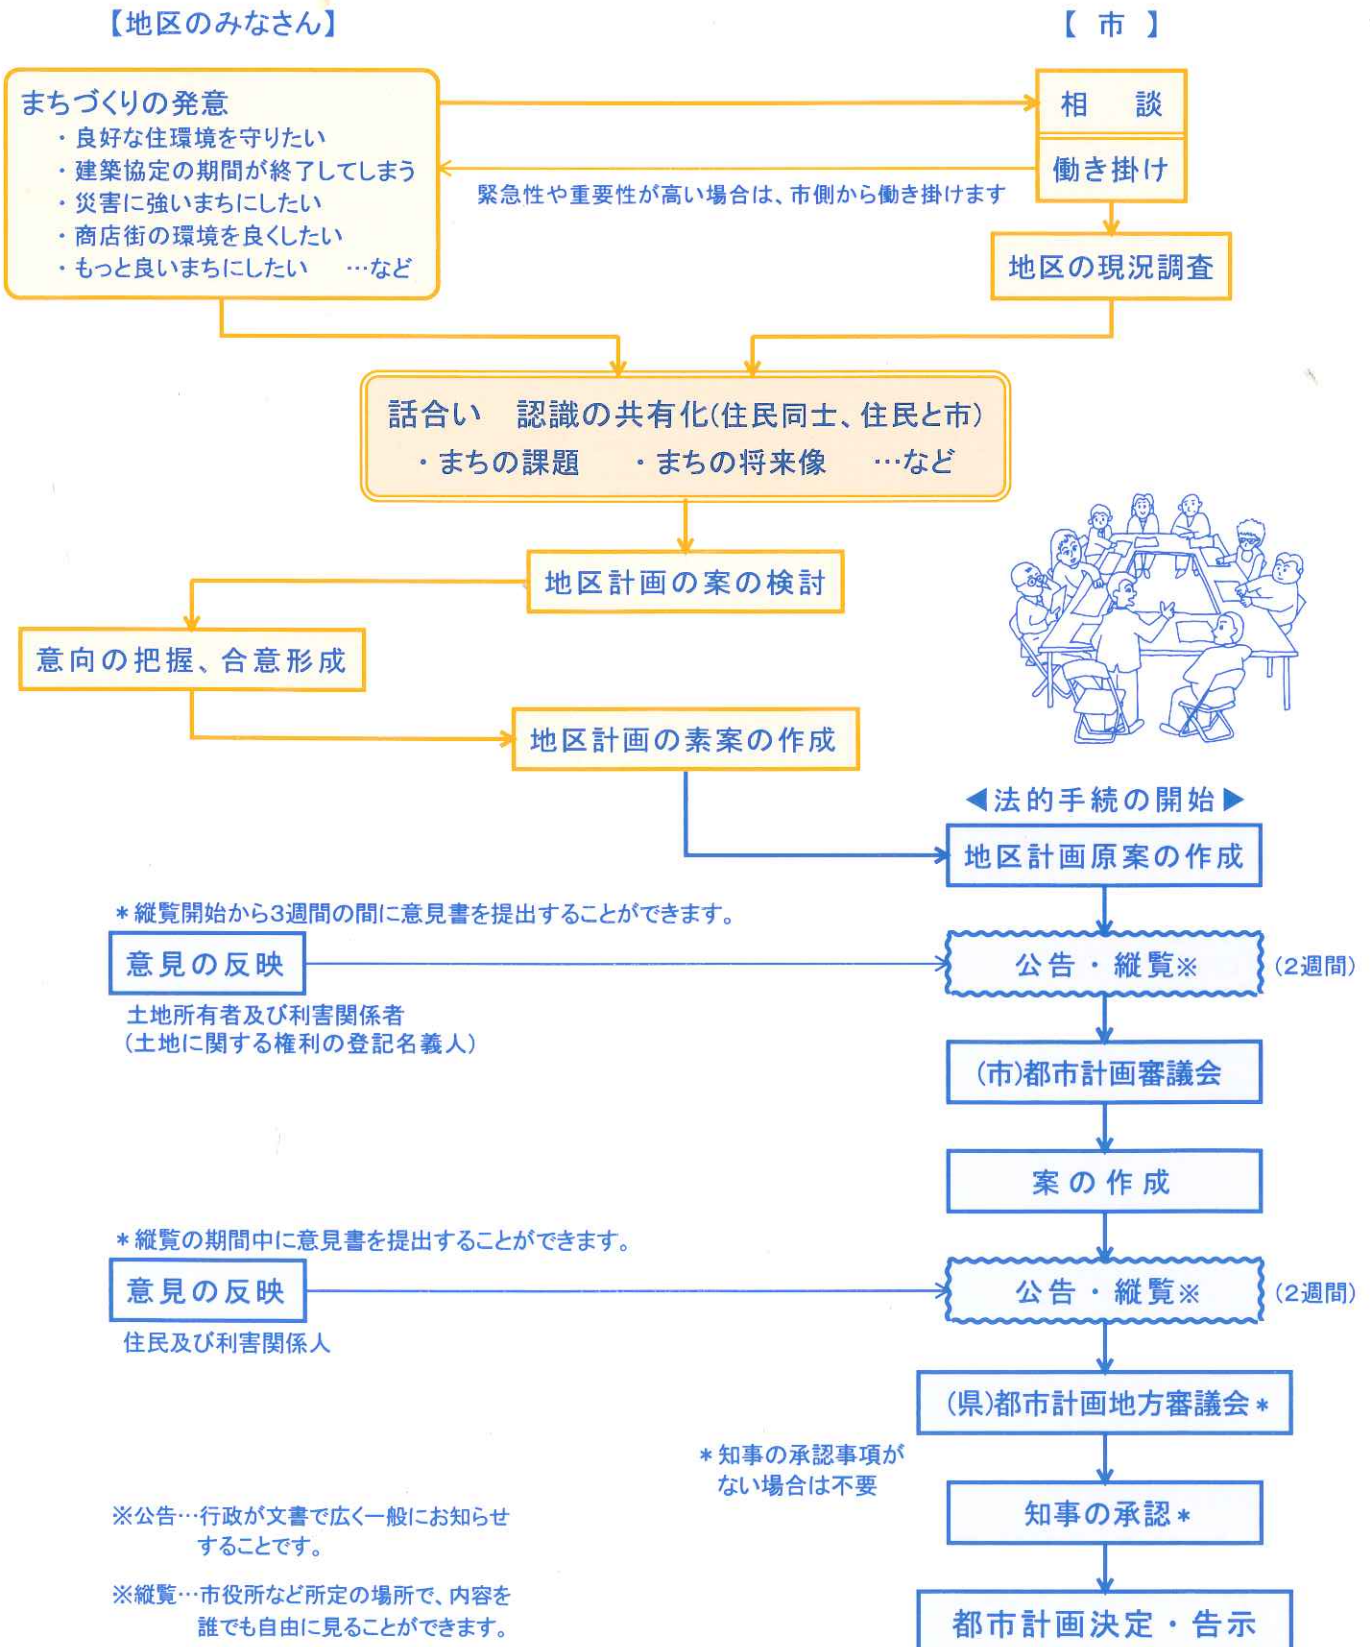 【地区のみなさん】
【 市 】
まちづくりの発意
・良好な住環境を守りたい
・建築協定の期間が終了してしまう
・災害に強いまちにしたい
・商店街の環境を良くしたい
・もっと良いまちにしたい …など
相 談
働き掛け
緊急性や重要性が高い場合は、市側から働き掛けます
地区の現況調査
話合い 認識の共有化(住民同士、住民と市)
・まちの課題 ・まちの将来像 …など
地区計画の案の検討
意向の把握、合意形成
地区計画の素案の作成
◀法的手続の開始▶
地区計画原案の作成
*縦覧開始から3週間の間に意見書を提出することができます。
意見の反映
公告・縦覧※
(2週間)
土地所有者及び利害関係者
(土地に関する権利の登記名義人)
(市)都市計画審議会
案の作成
*縦覧の期間中に意見書を提出することができます。
意見の反映
公告・縦覧※
(2週間)
住民及び利害関係人
(県)都市計画地方審議会*
*知事の承認事項が
ない場合は不要
知事の承認*
※公告…行政が文書で広く一般にお知らせ
することです。
※縦覧…市役所など所定の場所で、内容を
誰でも自由に見ることができます。
都市計画決定・告示